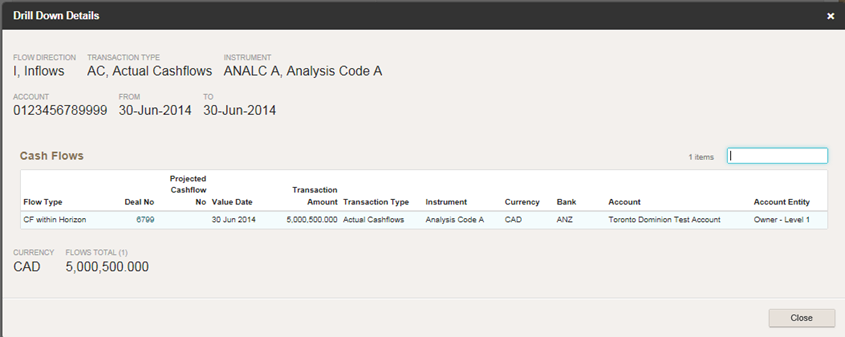 Drill Down Details ×
FLOW DIRECTION TRANSACTION TYPE INSTRUMENT
I, Inflows AC, Actual Cashflows ANALC A, Analysis Code A
ACCOUNT FROM TO
0123456789999 30-Jun-2014 30-Jun-2014
Cash Flows 1 items
Projected
Cashflow Transaction
Flow Type Deal No No Value Date Amount Transaction Type Instrument Currency Bank Account Account Entity
CF within Horizon 6799 30 Jun 2014 5,000,500.000 Actual Cashflows Analysis Code A CAD ANZ Toronto Dominion Test Account Owner - Level 1
CURRENCY FLOWS TOTAL (1)
CAD 5,000,500.000
Close